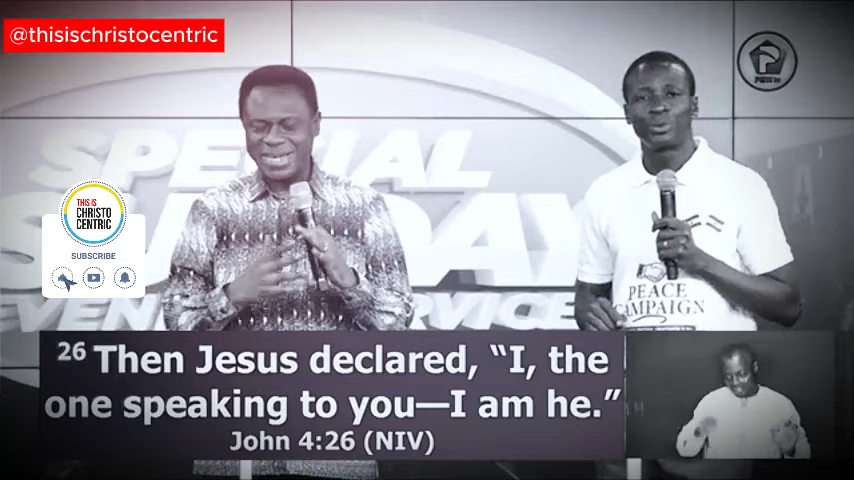 @thisischristocentric
SPECIAL
SUNDAY
EVENING SERVICE
THIS IS
CHRISTO
CENTRIC
SUBSCRIBE
PEACE
CAMPAIGN
26 Then Jesus declared, “I, the
one speaking to you—I am he.”
John 4:26 (NIV)